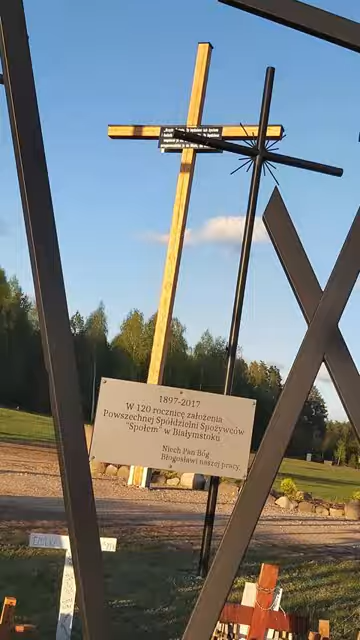 1897-2017
W 120 rocznicę założenia
Powszechnej Spółdzielni Spożywców
"Społem" w Białymstoku
Niech Pan Bóg
Błogosławi naszej pracy.